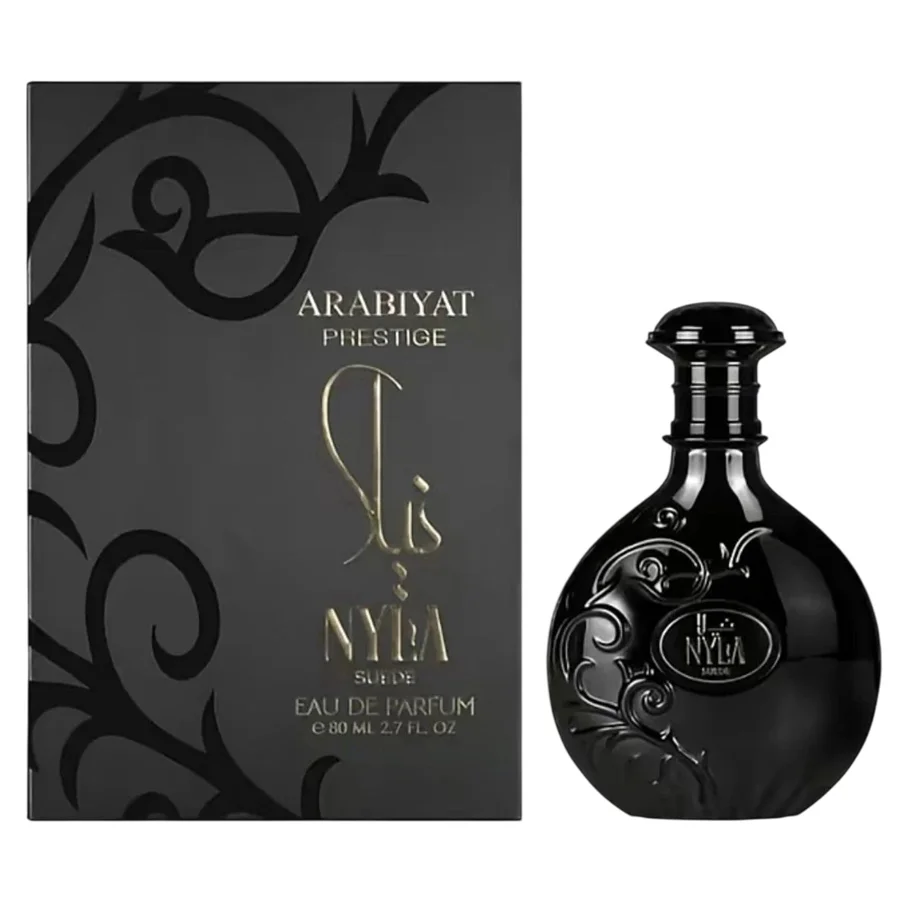 ARABIYAT
PRESTIGE
نيلا
NYLA
SUEDE
EAU DE PARFUM
e 80 ML 2.7 FL. OZ
نيلا
NYLA
SUEDE